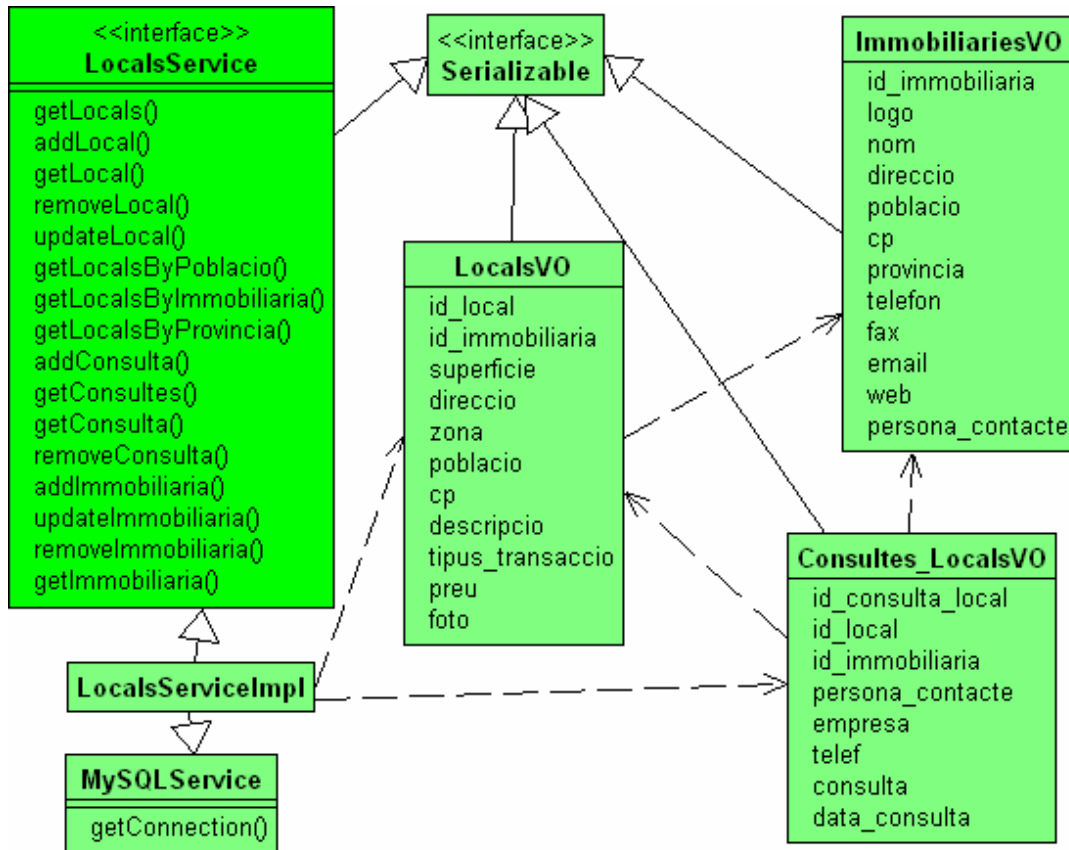 <<interface>>
LocalsService
getLocals()
addLocal()
getLocal()
removeLocal()
updateLocal()
getLocalsByPoblacio()
getLocalsByImmobiliaria()
getLocalsByProvincia()
addConsulta()
getConsultes()
getConsulta()
removeConsulta()
addImmobiliaria()
updateImmobiliaria()
removeImmobiliaria()
getImmobiliaria()
<<interface>>
Serializable
ImmobiliariesVO
id_immobiliaria
logo
nom
direccio
poblacio
cp
provincia
telefon
fax
email
web
persona_contacte
LocalsVO
id_local
id_immobiliaria
superficie
direccio
zona
poblacio
cp
descripcio
tipus_transaccio
preu
foto
Consultes_LocalsVO
id_consulta_local
id_local
id_immobiliaria
persona_contacte
empresa
telef
consulta
data_consulta
LocalsServiceImpl
MySQLService
getConnection()